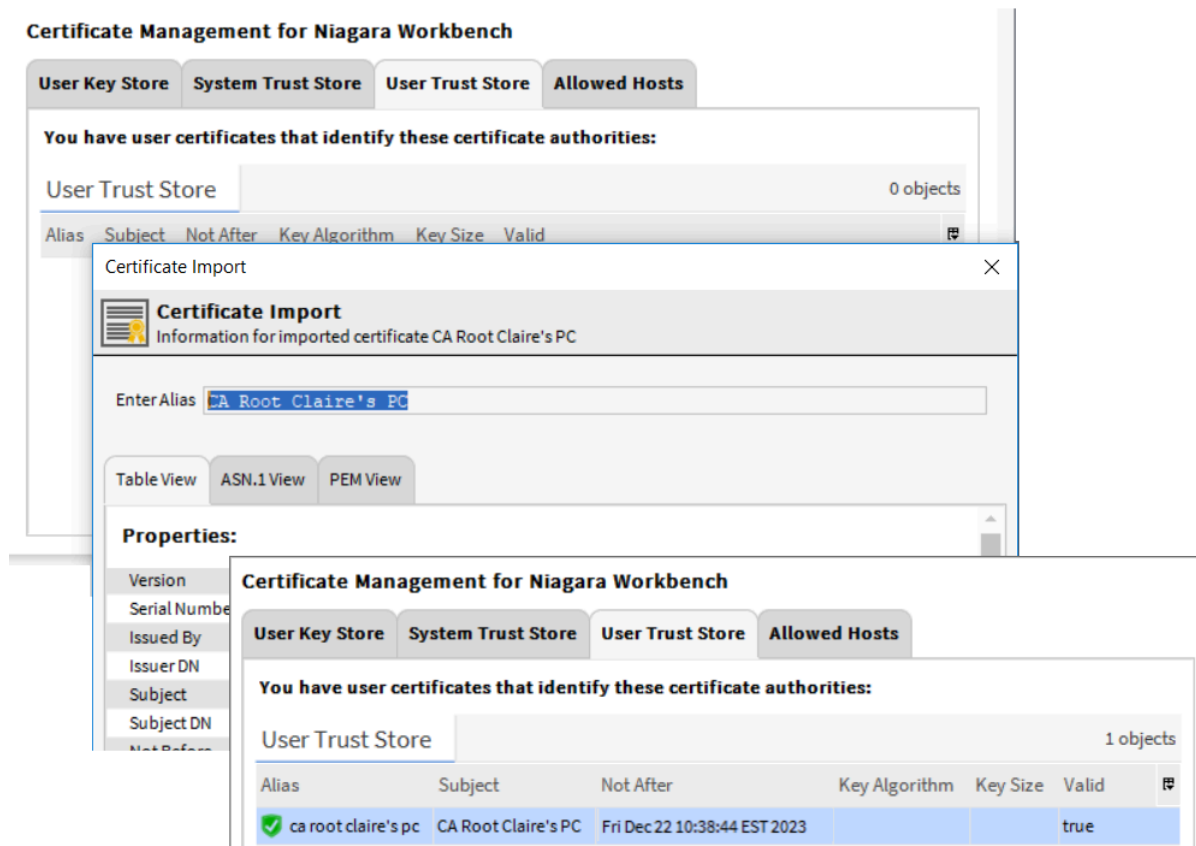 Certificate Management for Niagara Workbench
User Key Store System Trust Store User Trust Store Allowed Hosts
You have user certificates that identify these certificate authorities:
User Trust Store 0 objects
Alias Subject Not After Key Algorithm Key Size Valid
Certificate Import
Certificate Import
Information for imported certificate CA Root Claire's PC
Enter Alias CA Root Claire's PC
Table View ASN.1 View PEM View
Properties:
Version
Serial Numbe
Issued By
Issuer DN
Subject
Subject DN
Not Before
Certificate Management for Niagara Workbench
User Key Store System Trust Store User Trust Store Allowed Hosts
You have user certificates that identify these certificate authorities:
User Trust Store 1 objects
Alias Subject Not After Key Algorithm Key Size Valid
ca root claire's pc CA Root Claire's PC Fri Dec 22 10:38:44 EST 2023 true